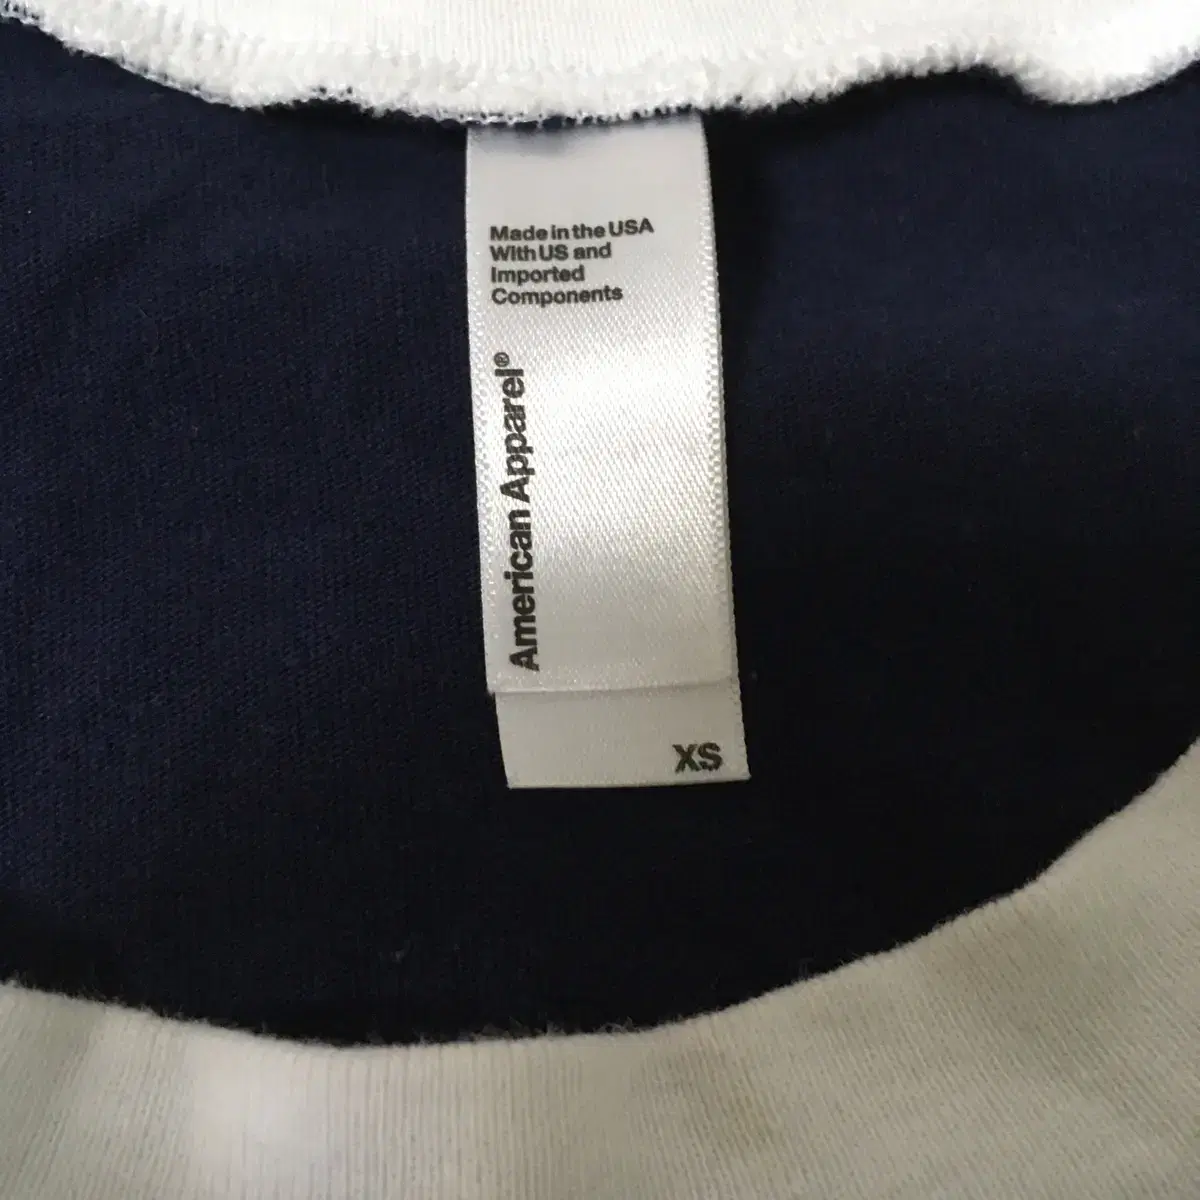 Made in the USA
With US and
Imported
Components
American Apparel®
XS